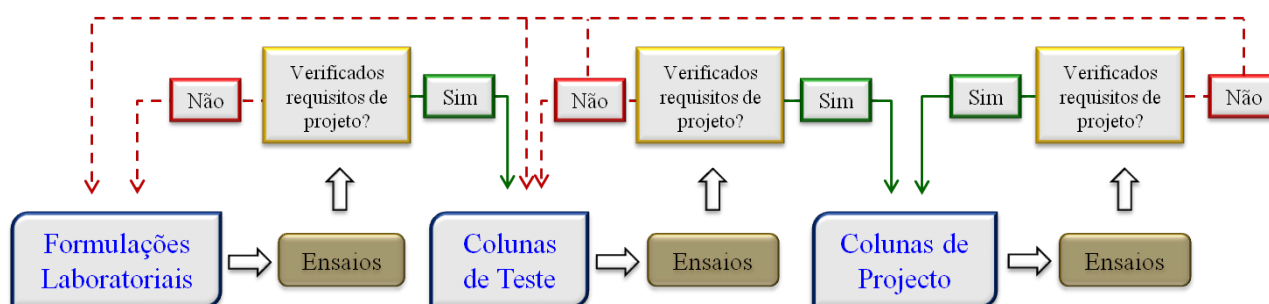 Verificados
requisitos de
projeto?
Não
Sim
Verificados
requisitos de
projeto?
Não
Sim
Verificados
requisitos de
projeto?
Sim
Não
Formulações
Laboratoriais
Ensaios
Colunas
de Teste
Ensaios
Colunas de
Projecto
Ensaios